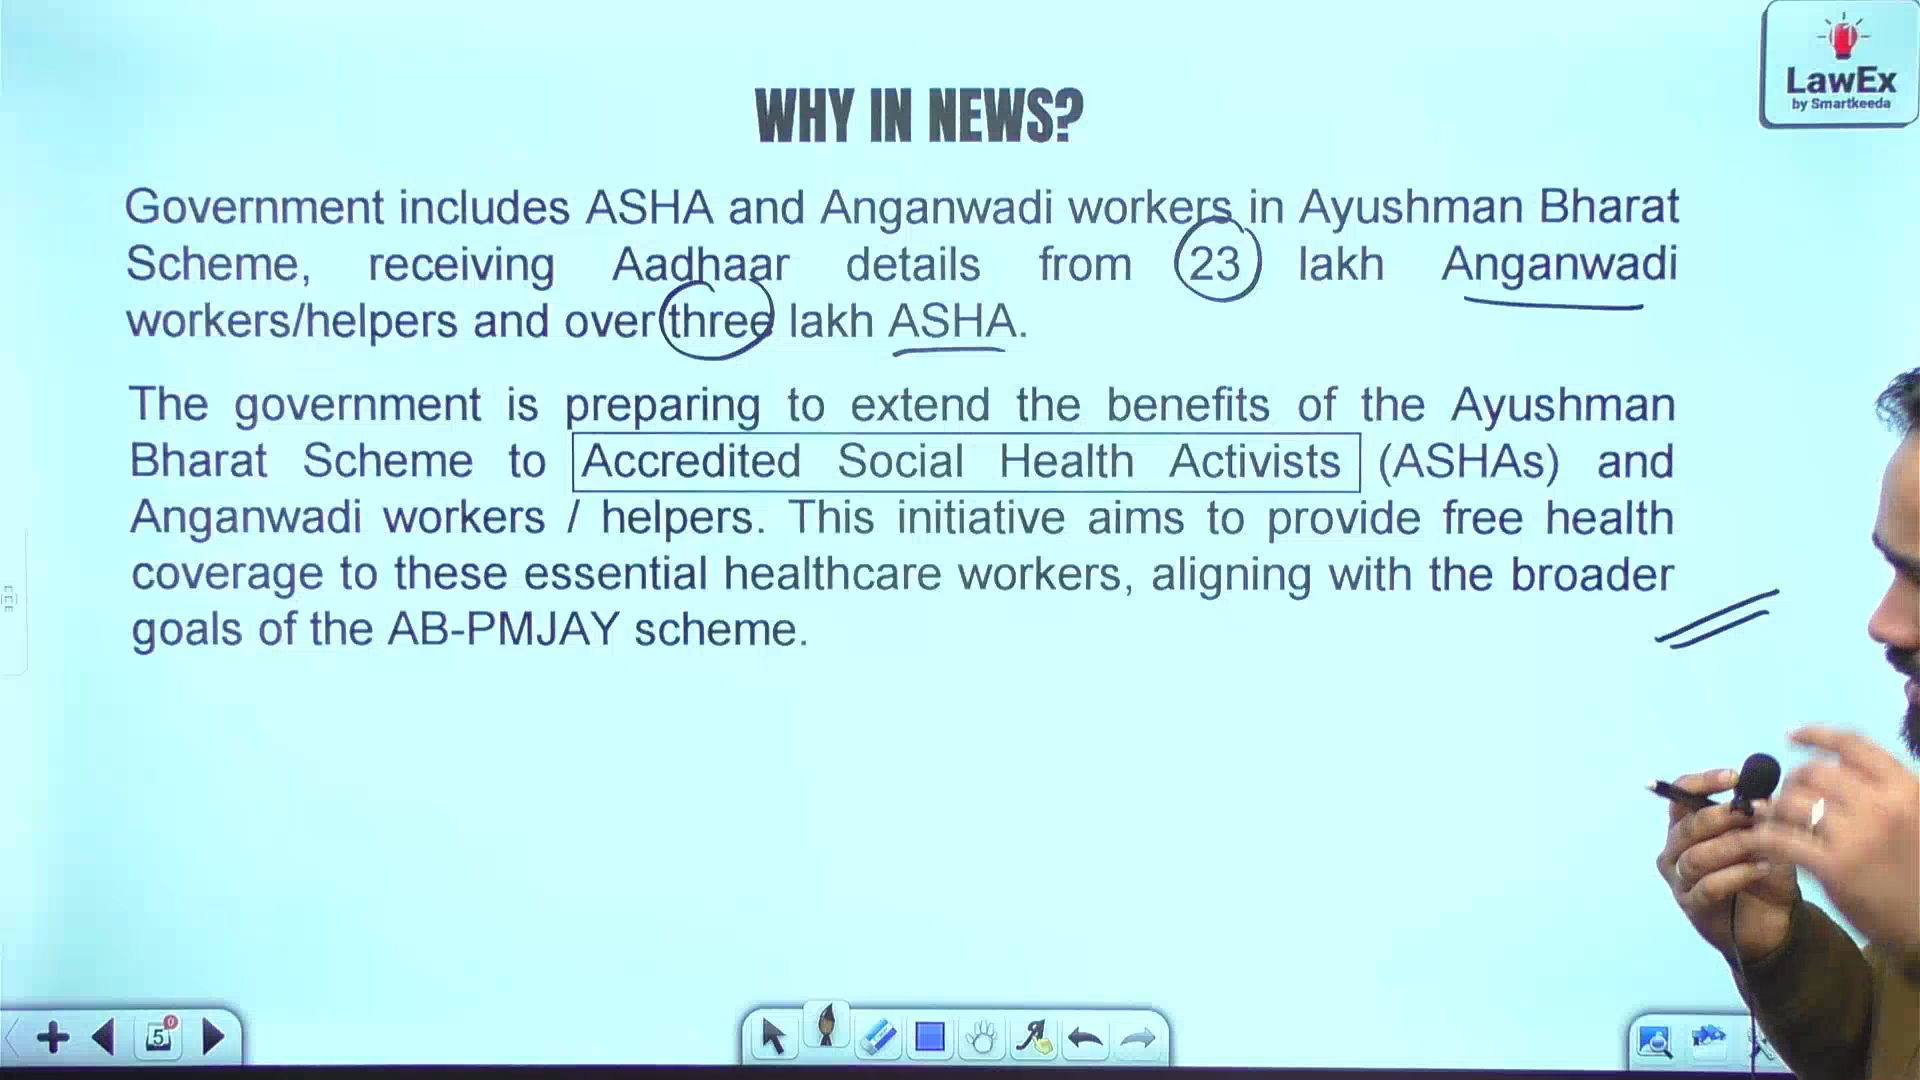 LawEx
by Smartkeeda
WHY IN NEWS?
Government includes ASHA and Anganwadi workers in Ayushman Bharat
Scheme, receiving Aadhaar details from 23 lakh Anganwadi
workers/helpers and over three lakh ASHA.
The government is preparing to extend the benefits of the Ayushman
Bharat Scheme to Accredited Social Health Activists (ASHAs) and
Anganwadi workers / helpers. This initiative aims to provide free health
coverage to these essential healthcare workers, aligning with the broader
goals of the AB-PMJAY scheme.
5
0